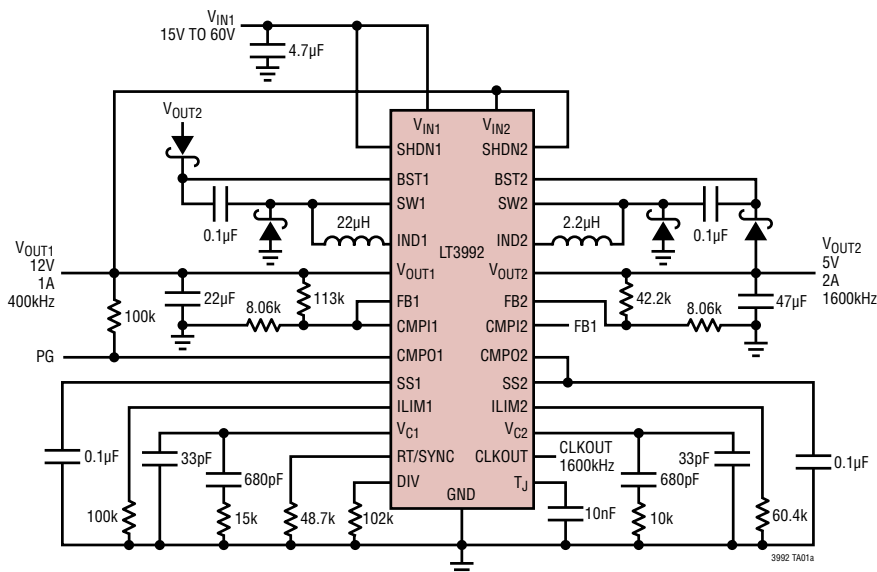 VIN1
15V TO 60V
4.7µF
VOUT2
VIN1
VIN2
SHDN1
SHDN2
BST1
BST2
SW1
SW2
0.1µF
22µH
2.2µH
0.1µF
IND1
LT3992
IND2
VOUT1
12V
1A
400kHz
VOUT2
5V
2A
1600kHz
VOUT1
VOUT2
100k
22µF
113k
42.2k
47µF
8.06k
FB1
FB2
8.06k
CMPI1
CMPI2
FB1
PG
CMPO1
CMPO2
SS1
SS2
ILIM1
ILIM2
VC1
VC2
0.1µF
33pF
RT/SYNC
CLKOUT
CLKOUT
1600kHz
33pF
0.1µF
680pF
680pF
DIV
GND
TJ
100k
15k
48.7k
102k
10nF
10k
60.4k
3992 TA01a